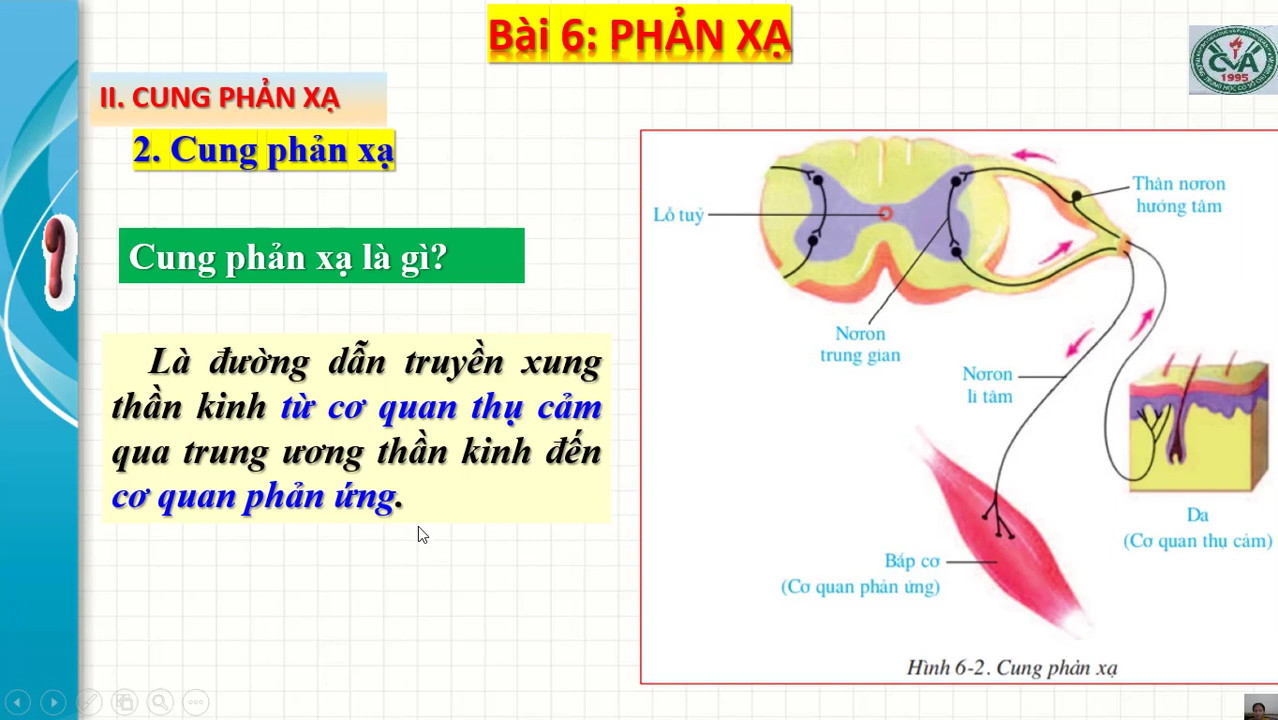 Bài 6: PHẢN XẠ
CVA
1995
II. CUNG PHẢN XẠ
2. Cung phản xạ
Cung phản xạ là gì?
Là đường dẫn truyền xung
thần kinh từ cơ quan thụ cảm
qua trung ương thần kinh đến
cơ quan phản ứng.
Lỗ tuỷ
Thân nơron
hướng tâm
Nơron
trung gian
Nơron
li tâm
Da
(Cơ quan thụ cảm)
Bắp cơ
(Cơ quan phản ứng)
Hình 6-2. Cung phản xạ